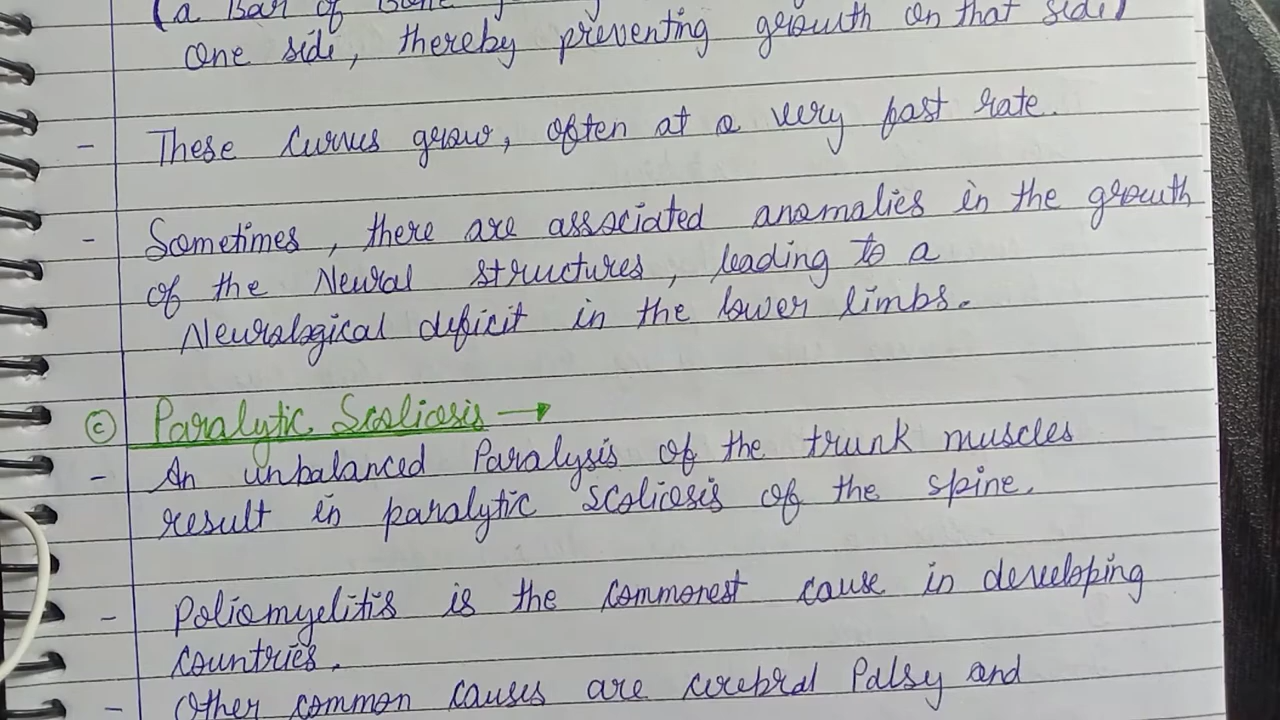 (a Bar of Bone
one side, thereby preventing growth on that side)
- These curves grow, often at a very fast rate.
- Sometimes, there are associated anomalies in the growth
of the Neural structures, leading to a
Neurological deficit in the lower limbs.
(c) Paralytic Scoliosis →
- An unbalanced Paralysis of the trunk muscles
result in paralytic scoliosis of the spine.
- Poliomyelitis is the commonest cause in developing
countries.
- Other common causes are cerebral Palsy and